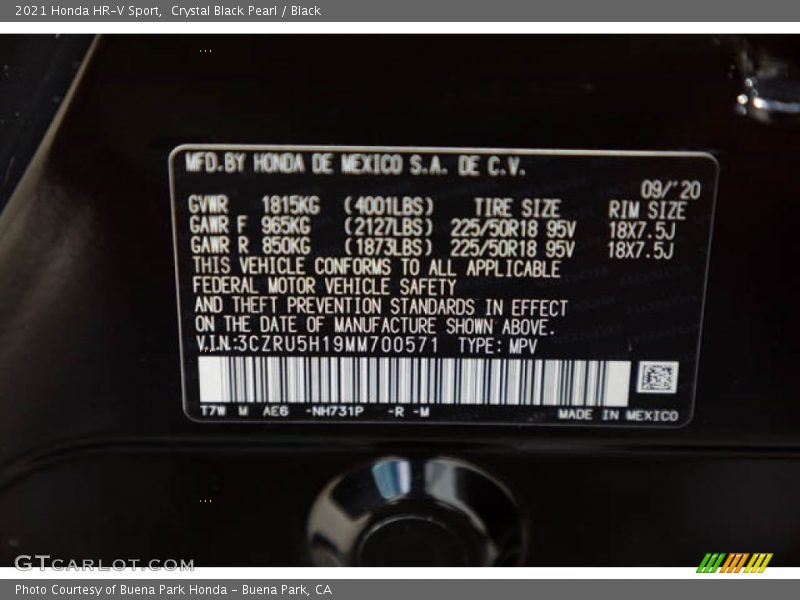 2021 Honda HR-V Sport,  Crystal Black Pearl / Black
MFD.BY HONDA DE MEXICO S.A. DE C.V.
09/'20
GVWR 1815KG (4001LBS) TIRE SIZE RIM SIZE
GAWR F 965KG (2127LBS) 225/50R18 95V 18X7.5J
GAWR R 850KG (1873LBS) 225/50R18 95V 18X7.5J
THIS VEHICLE CONFORMS TO ALL APPLICABLE
FEDERAL MOTOR VEHICLE SAFETY
AND THEFT PREVENTION STANDARDS IN EFFECT
ON THE DATE OF MANUFACTURE SHOWN ABOVE.
V.I.N:3CZRU5H19MM700571 TYPE: MPV
T7W M AE6 -NH731P -R -M MADE IN MEXICO
GTCARLOT.COM
Photo Courtesy of Buena Park Honda - Buena Park, CA